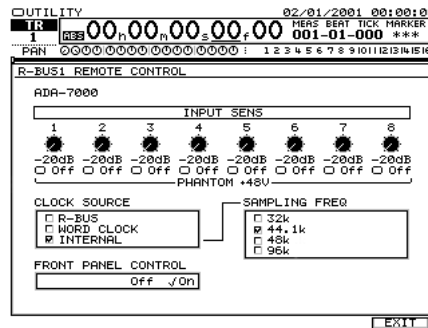 UTILITY 02/01/2001 00:00:0
TR 1 ABS 00h00m00s00f00 MEAS BEAT TICK MARKER
001-01-000 ***
PAN 1 2 3 4 5 6 7 8 9 10 11 12 13 14 15 16
R-BUS1 REMOTE CONTROL
ADA-7000
INPUT SENS
1 2 3 4 5 6 7 8
-20dB -20dB -20dB -20dB -20dB -20dB -20dB -20dB
Off Off Off Off Off Off Off Off
PHANTOM +48V
CLOCK SOURCE SAMPLING FREQ
R-BUS 32k
WORD CLOCK 44.1k
INTERNAL 48k
96k
FRONT PANEL CONTROL
Off √On
EXIT